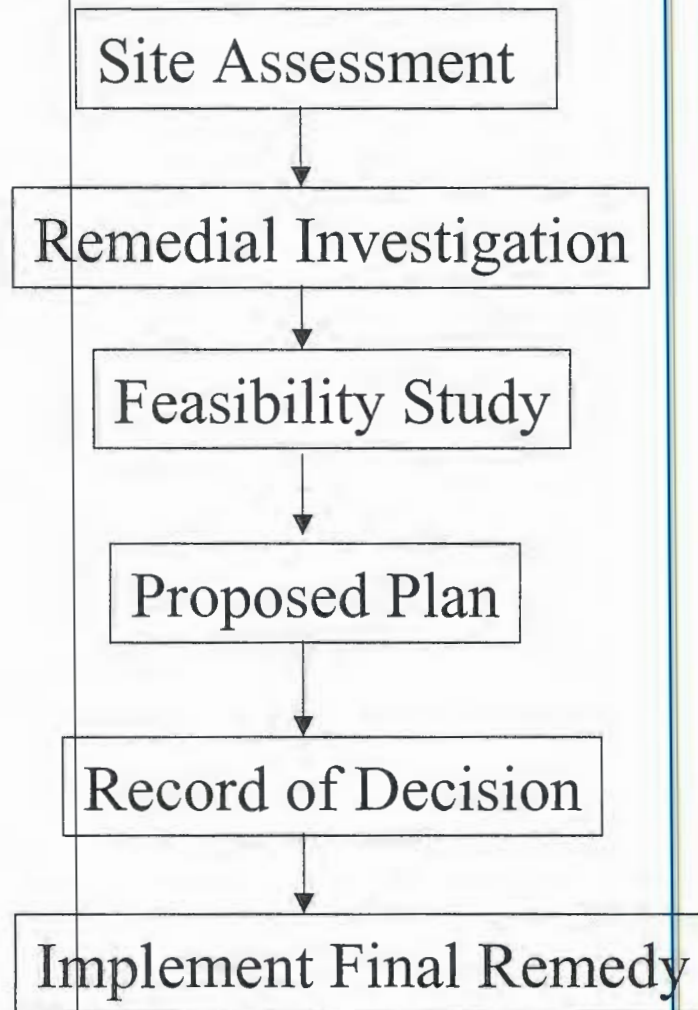 Site Assessment
Remedial Investigation
Feasibility Study
Proposed Plan
Record of Decision
Implement Final Remedy